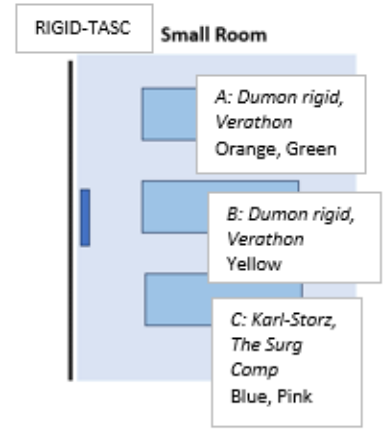 RIGID-TASC
Small Room
A: Dumon rigid,
Verathon
Orange, Green
B: Dumon rigid,
Verathon
Yellow
C: Karl-Storz,
The Surg
Comp
Blue, Pink